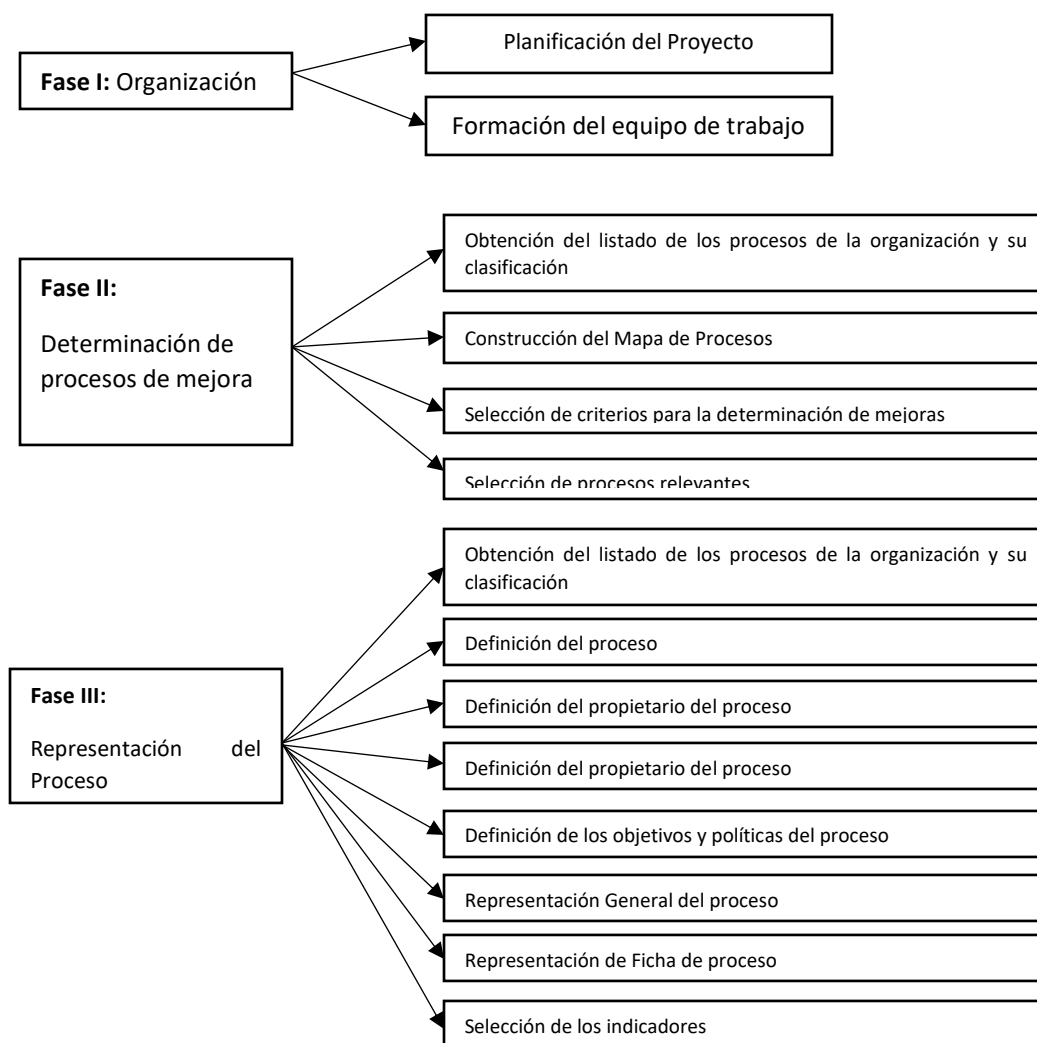 Planificación del Proyecto
Fase I: Organización
Formación del equipo de trabajo
Obtención del listado de los procesos de la organización y su
clasificación
Fase II:
Determinación de
procesos de mejora
Construcción del Mapa de Procesos
Selección de criterios para la determinación de mejoras
Selección de procesos relevantes
Obtención del listado de los procesos de la organización y su
clasificación
Definición del proceso
Fase III:
Representación del
Proceso
Definición del propietario del proceso
Definición del propietario del proceso
Definición de los objetivos y políticas del proceso
Representación General del proceso
Representación de Ficha de proceso
Selección de los indicadores